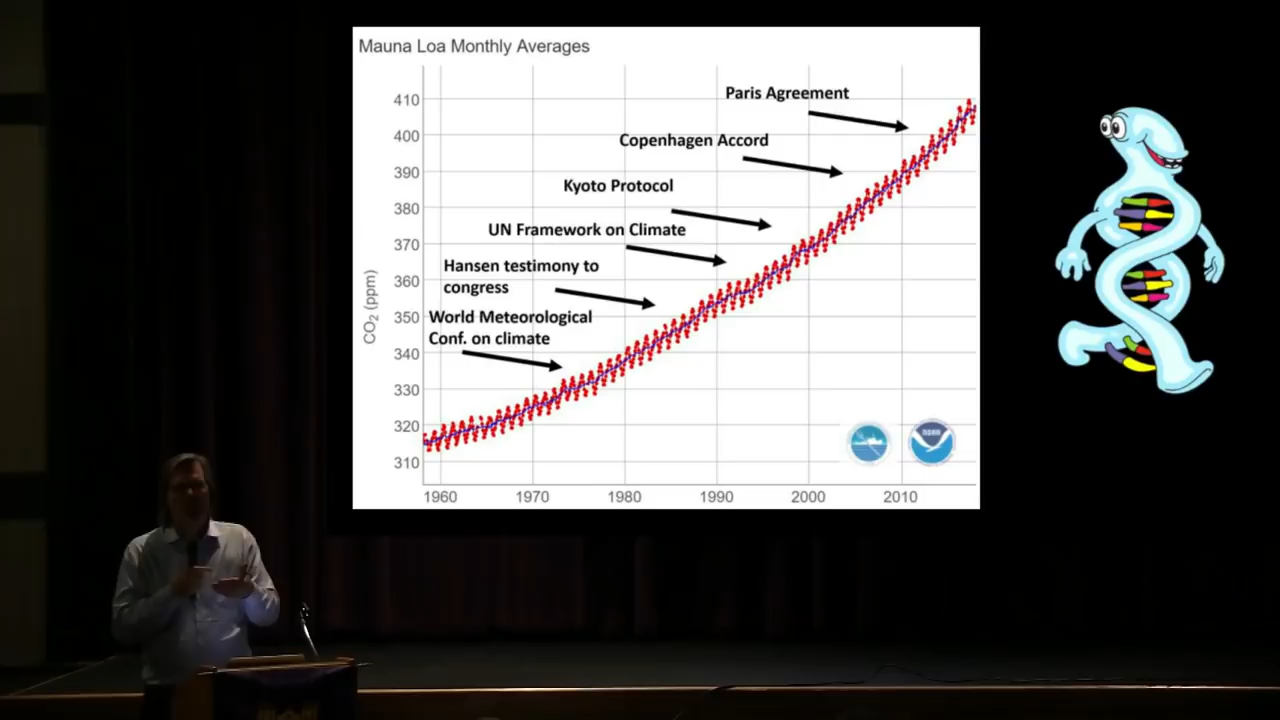 Mauna Loa Monthly Averages
Paris Agreement
410
Copenhagen Accord
400
390
Kyoto Protocol
380
UN Framework on Climate
370
Hansen testimony to
congress
360
350
World Meteorological
Conf. on climate
340
330
320
310
CO₂ (ppm)
1960 1970 1980 1990 2000 2010